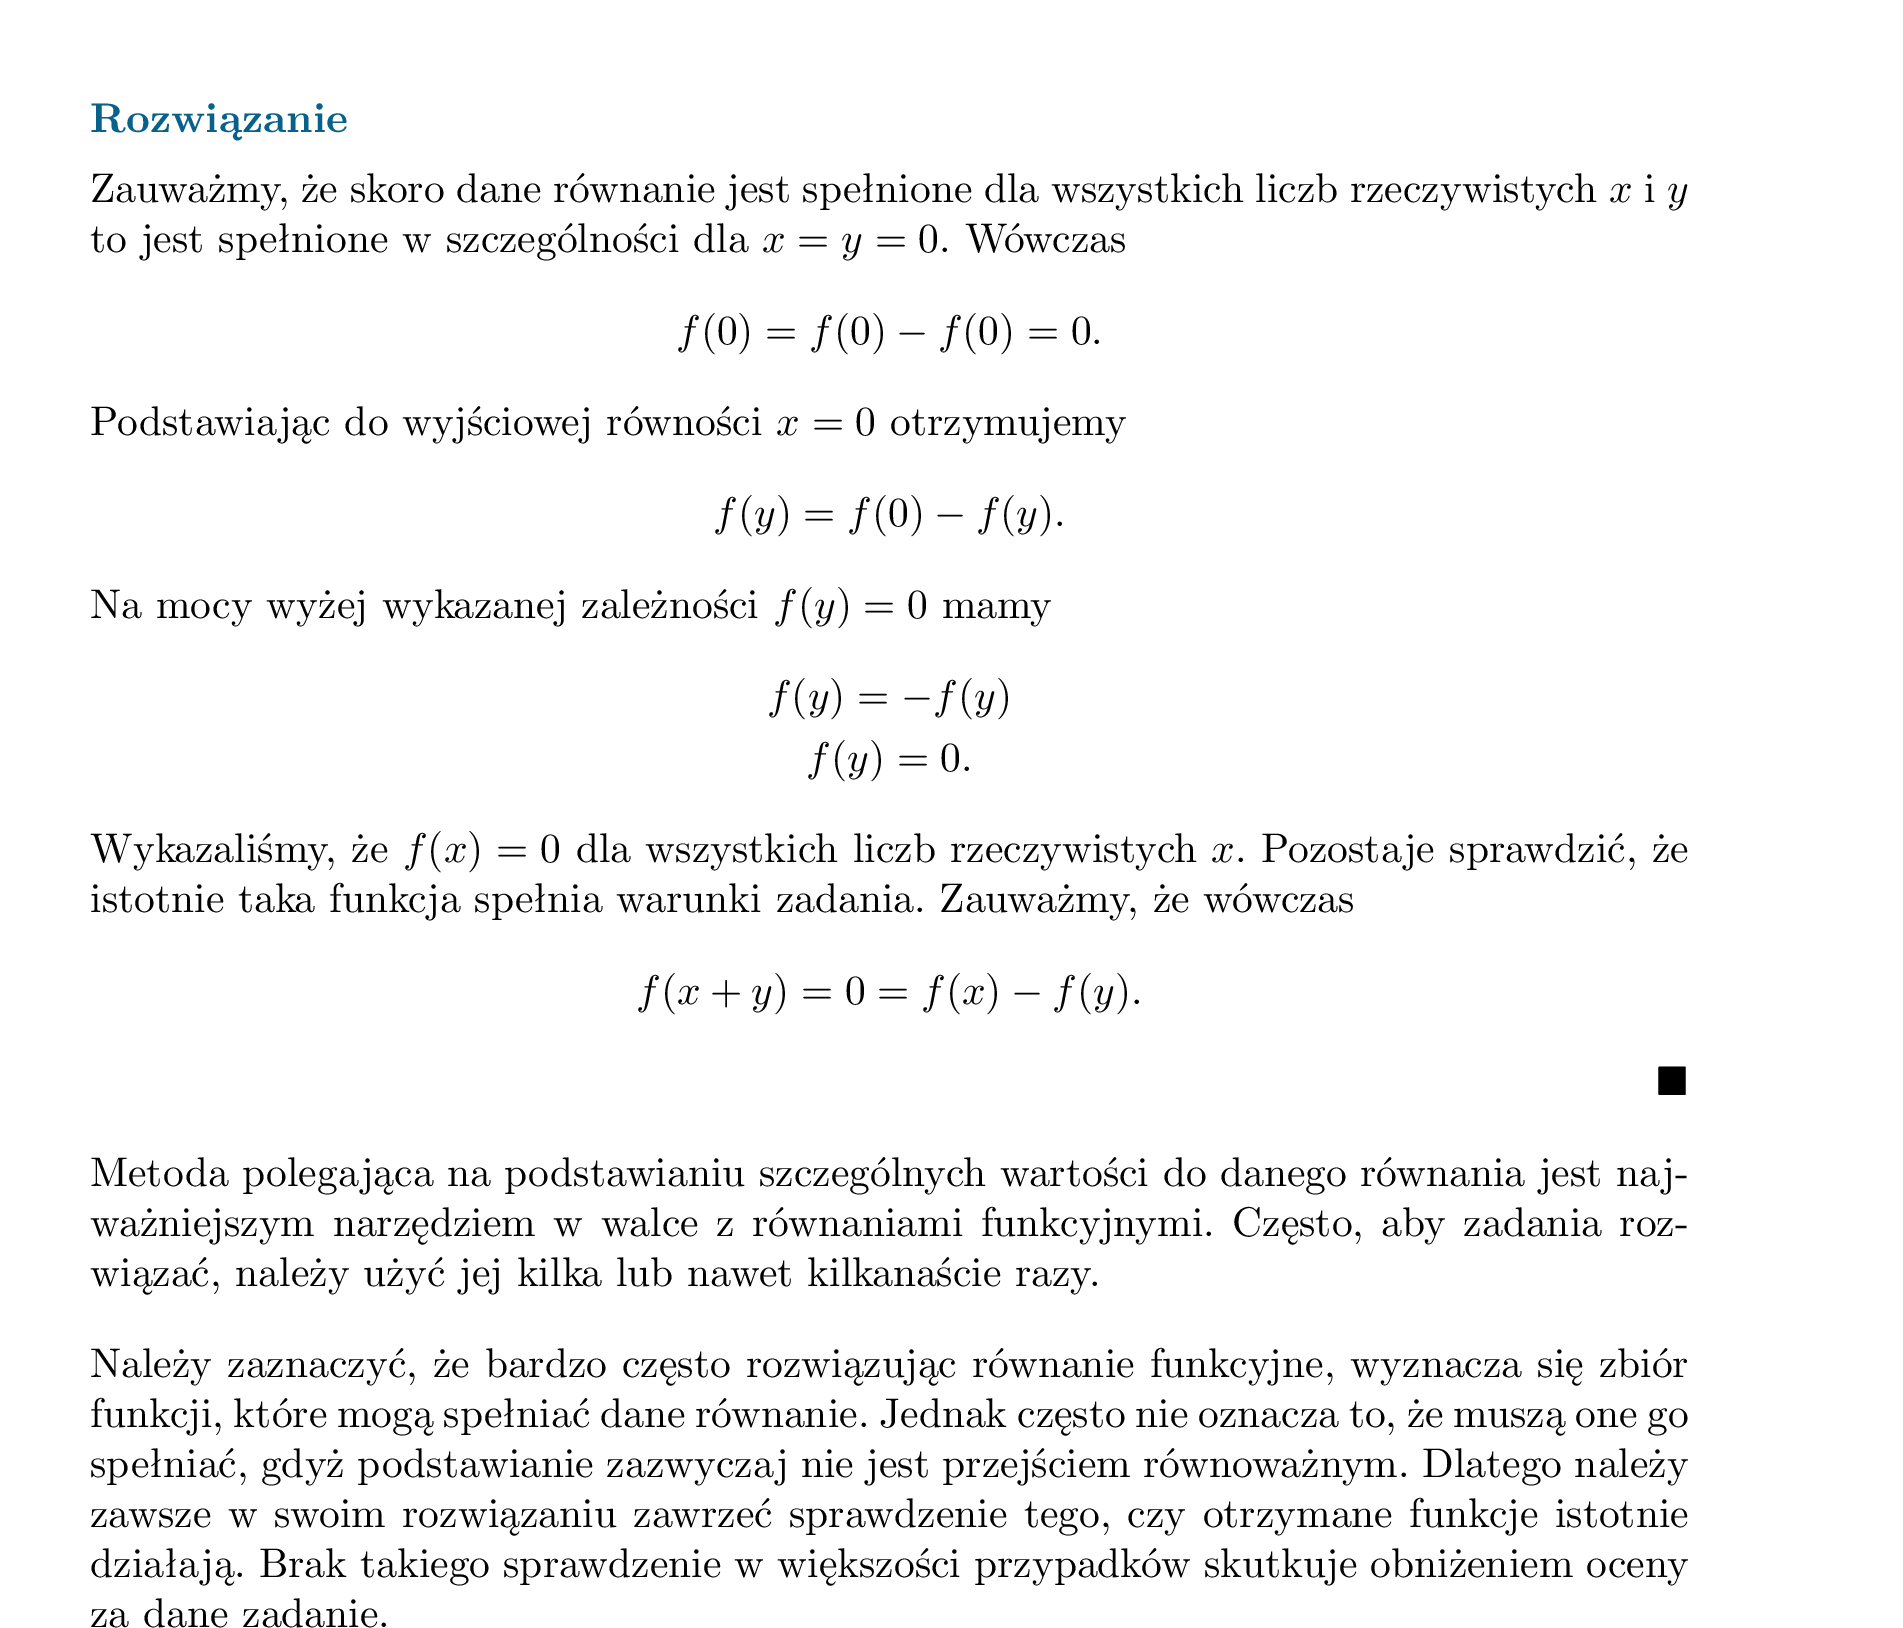 Rozwiązanie
Zauważmy, że skoro dane równanie jest spełnione dla wszystkich liczb rzeczywistych x i y
to jest spełnione w szczególności dla x = y = 0. Wówczas
f(0) = f(0) − f(0) = 0.
Podstawiając do wyjściowej równości x = 0 otrzymujemy
f(y) = f(0) − f(y).
Na mocy wyżej wykazanej zależności f(y) = 0 mamy
f(y) = −f(y)
f(y) = 0.
Wykazaliśmy, że f(x) = 0 dla wszystkich liczb rzeczywistych x. Pozostaje sprawdzić, że
istotnie taka funkcja spełnia warunki zadania. Zauważmy, że wówczas
f(x + y) = 0 = f(x) − f(y).
■
Metoda polegająca na podstawianiu szczególnych wartości do danego równania jest naj-
ważniejszym narzędziem w walce z równaniami funkcyjnymi. Często, aby zadania roz-
wiązać, należy użyć jej kilka lub nawet kilkanaście razy.
Należy zaznaczyć, że bardzo często rozwiązując równanie funkcyjne, wyznacza się zbiór
funkcji, które mogą spełniać dane równanie. Jednak często nie oznacza to, że muszą one go
spełniać, gdyż podstawianie zazwyczaj nie jest przejściem równoważnym. Dlatego należy
zawsze w swoim rozwiązaniu zawrzeć sprawdzenie tego, czy otrzymane funkcje istotnie
działają. Brak takiego sprawdzenie w większości przypadków skutkuje obniżeniem oceny
za dane zadanie.